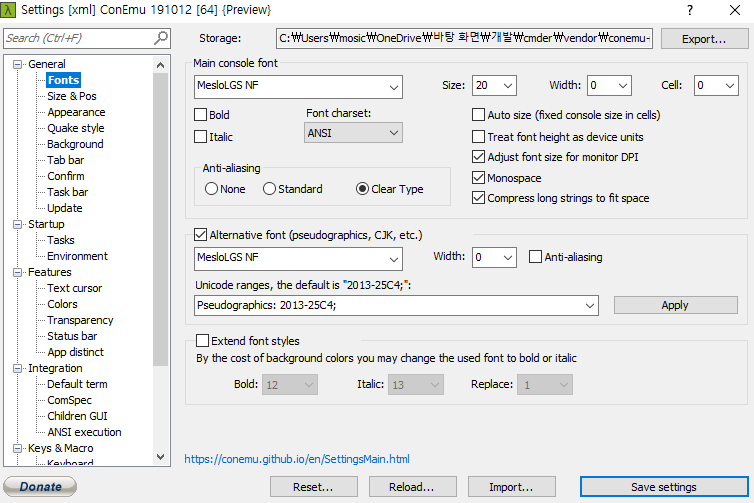 λ Settings [xml] ConEmu 191012 [64] {Preview} ?
Search (Ctrl+F)
Storage: C:₩Users₩mosic₩OneDrive₩바탕 화면₩개발₩cmder₩vendor₩conemu- Export...
General
Fonts
Size & Pos
Appearance
Quake style
Background
Tab bar
Confirm
Task bar
Update
Startup
Tasks
Environment
Features
Text cursor
Colors
Transparency
Status bar
App distinct
Integration
Default term
ComSpec
Children GUI
ANSI execution
Keys & Macro
Keyboard
Main console font
MesloLGS NF Size: 20 Width: 0 Cell: 0
Bold Font charset: Auto size (fixed console size in cells)
Italic ANSI Treat font height as device units
Adjust font size for monitor DPI
Anti-aliasing Monospace
None Standard Clear Type Compress long strings to fit space
Alternative font (pseudographics, CJK, etc.)
MesloLGS NF Width: 0 Anti-aliasing
Unicode ranges, the default is "2013-25C4;":
Pseudographics: 2013-25C4; Apply
Extend font styles
By the cost of background colors you may change the used font to bold or italic
Bold: 12 Italic: 13 Replace: 1
https://conemu.github.io/en/SettingsMain.html
Donate Reset... Reload... Import... Save settings